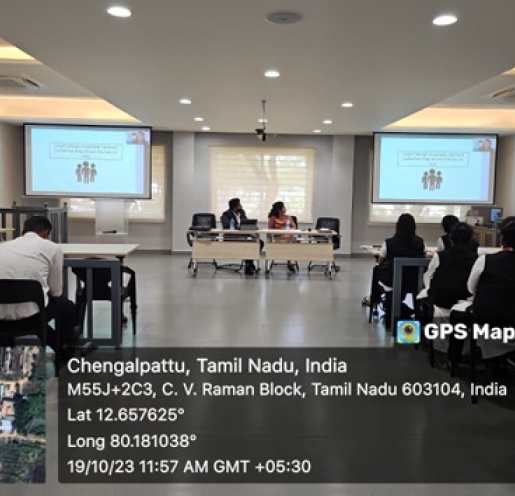 GPS Map
Chengalpattu, Tamil Nadu, India
M55J+2C3, C. V. Raman Block, Tamil Nadu 603104, India
Lat 12.657625°
Long 80.181038°
19/10/23 11:57 AM GMT +05:30